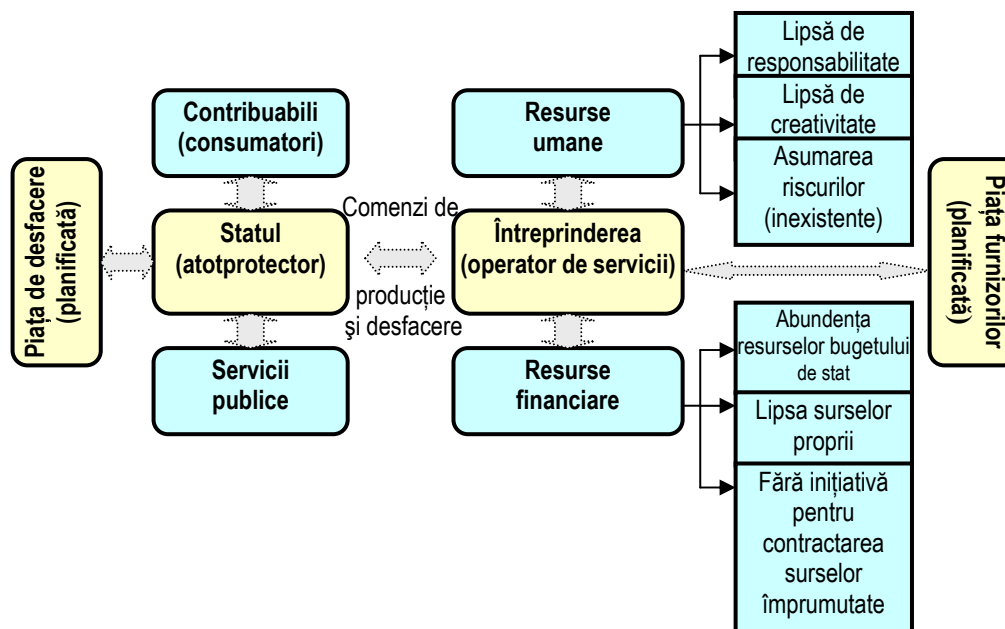 Piața de desfacere
(planificată)
Contribuabili
(consumatori)
Statul
(atotprotector)
Servicii
publice
Comenzi de
producție
şi desfacere
Resurse
umane
Întreprinderea
(operator de servicii)
Resurse
financiare
Lipsă de
responsabilitate
Lipsă de
creativitate
Asumarea
riscurilor
(inexistente)
Abundența
resurselor bugetului
de stat
Lipsa surselor
proprii
Fără inițiativă
pentru
contractarea
surselor
împrumutate
Piața furnizorilor
(planificată)